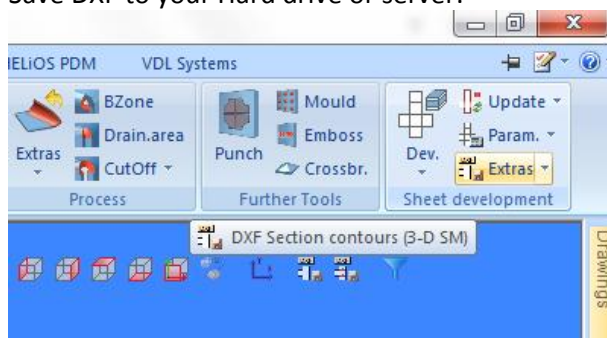 Save DXF to your Hard drive or server.
HELiOS PDM VDL Systems
BZone
Drain.area
CutOff
Extras
Process
Mould
Emboss
Crossbr.
Punch
Further Tools
Update
Param.
Extras
Dev.
Sheet development
DXF Section contours (3-D SM)
Drawings